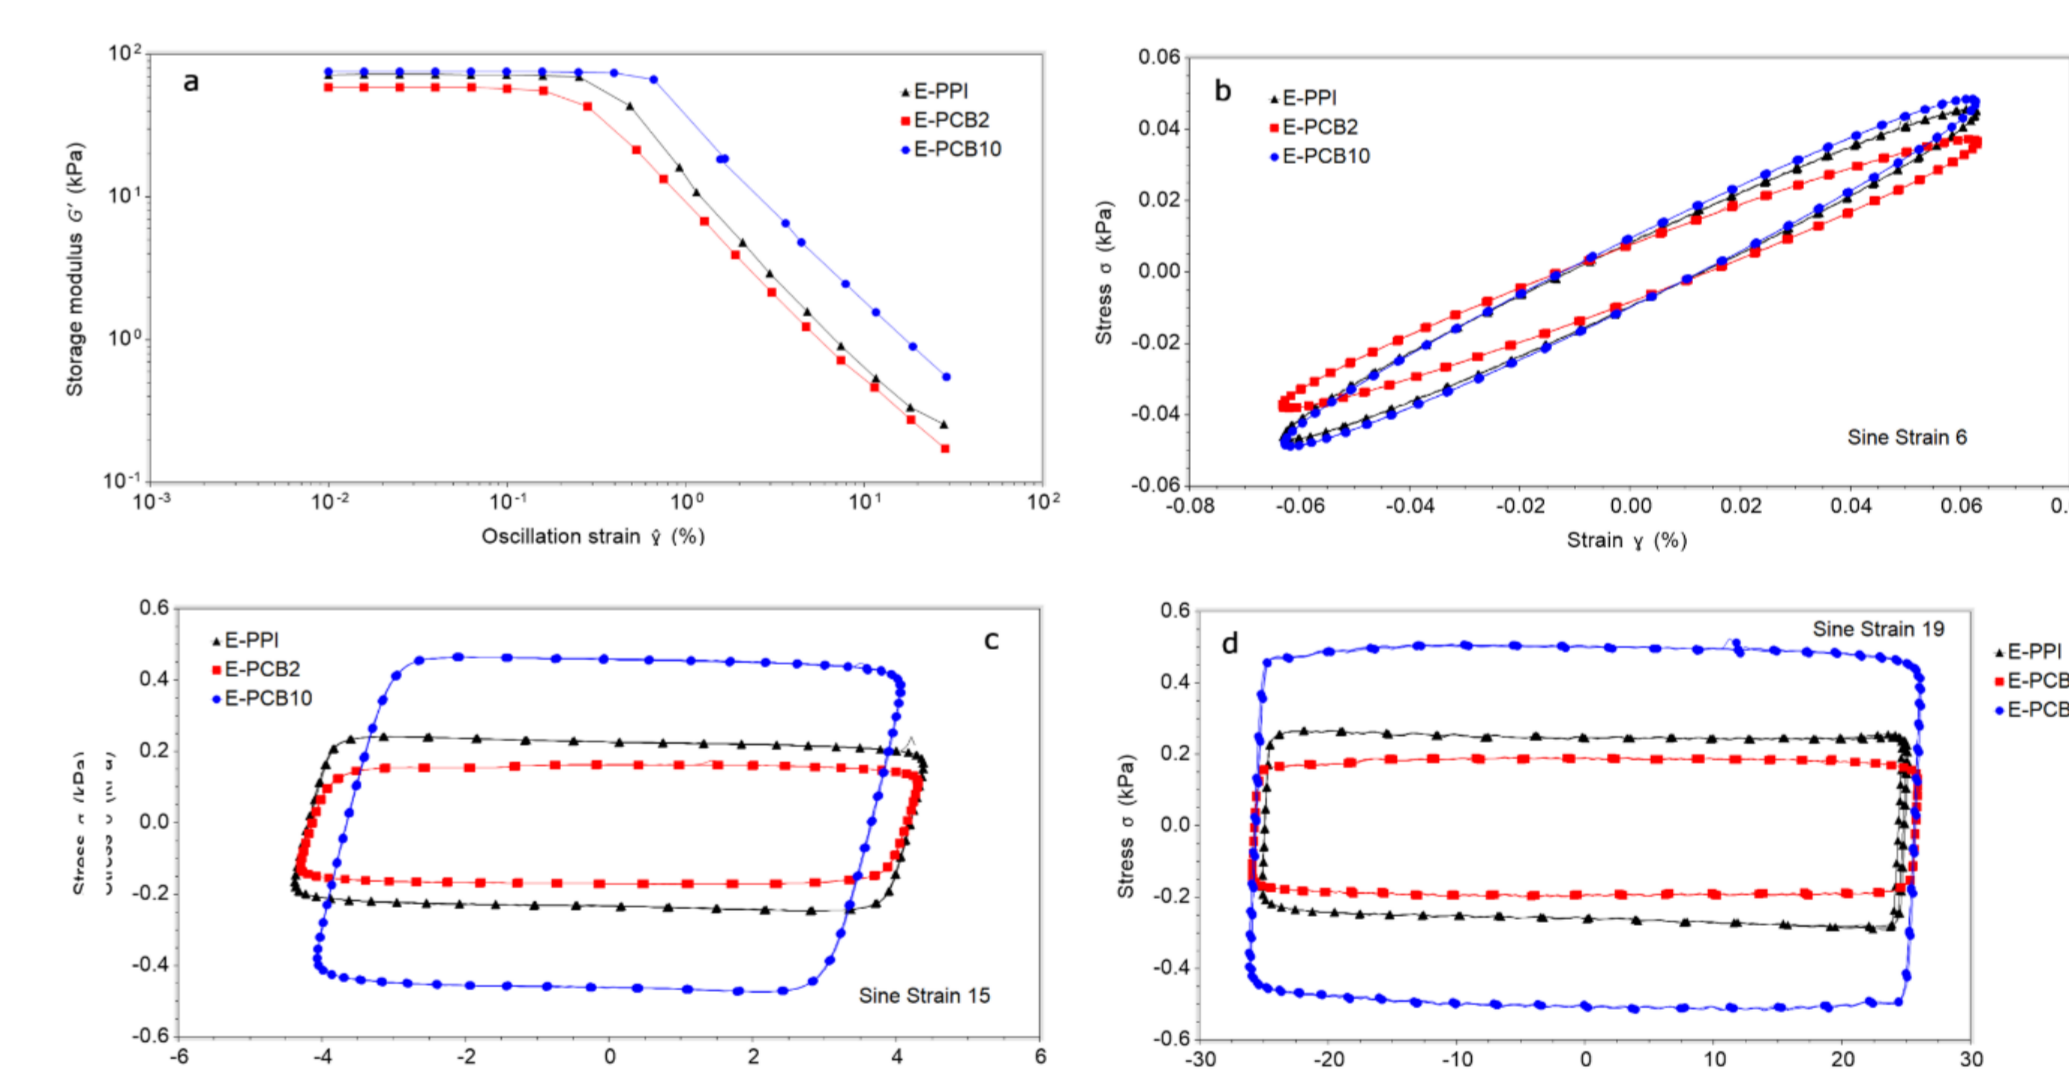 10²
a
E-PPI
E-PCB2
E-PCB10
10¹
10⁰
10⁻¹
Storage modulus G′ (kPa)
10⁻³ 10⁻² 10⁻¹ 10⁰ 10¹ 10²
Oscillation strain γ̂ (%)
0.06
b
E-PPI
E-PCB2
E-PCB10
0.04
0.02
0.00
-0.02
-0.04
-0.06
Stress σ (kPa)
Sine Strain 6
-0.08 -0.06 -0.04 -0.02 0.00 0.02 0.04 0.06 0.
Strain γ (%)
0.6
E-PPI
c
E-PCB2
E-PCB10
0.4
0.2
0.0
-0.2
-0.4
-0.6
Stress σ (kPa)
Sine Strain 15
-6 -4 -2 0 2 4 6
0.6
d
Sine Strain 19
E-PPI
E-PCB
E-PCB
0.4
0.2
0.0
-0.2
-0.4
-0.6
Stress σ (kPa)
-30 -20 -10 0 10 20 30